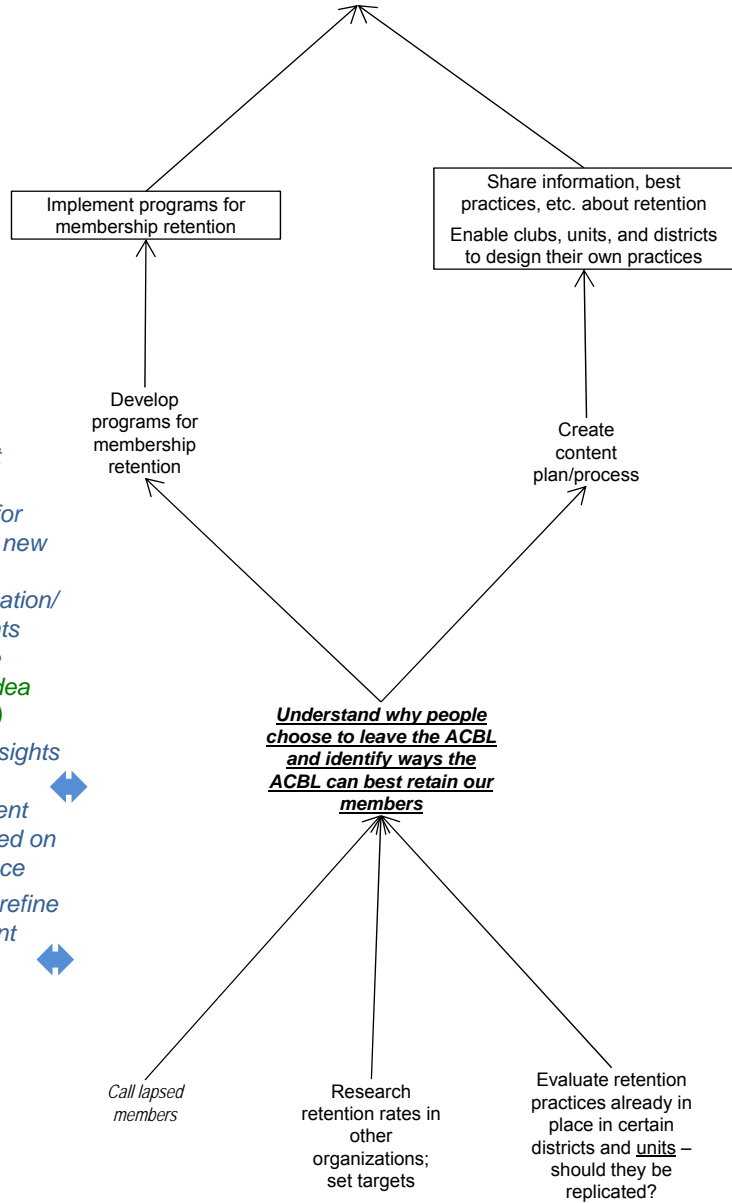 Implement programs for
membership retention
Share information, best
practices, etc. about retention
Enable clubs, units, and districts
to design their own practices
Develop
programs for
membership
retention
Create
content
plan/process
for
new
ation/
nts
dea
)
sights
ent
ed on
ce
refine
nt
Understand why people
choose to leave the ACBL
and identify ways the
ACBL can best retain our
members
Call lapsed
members
Research
retention rates in
other
organizations;
set targets
Evaluate retention
practices already in
place in certain
districts and units –
should they be
replicated?